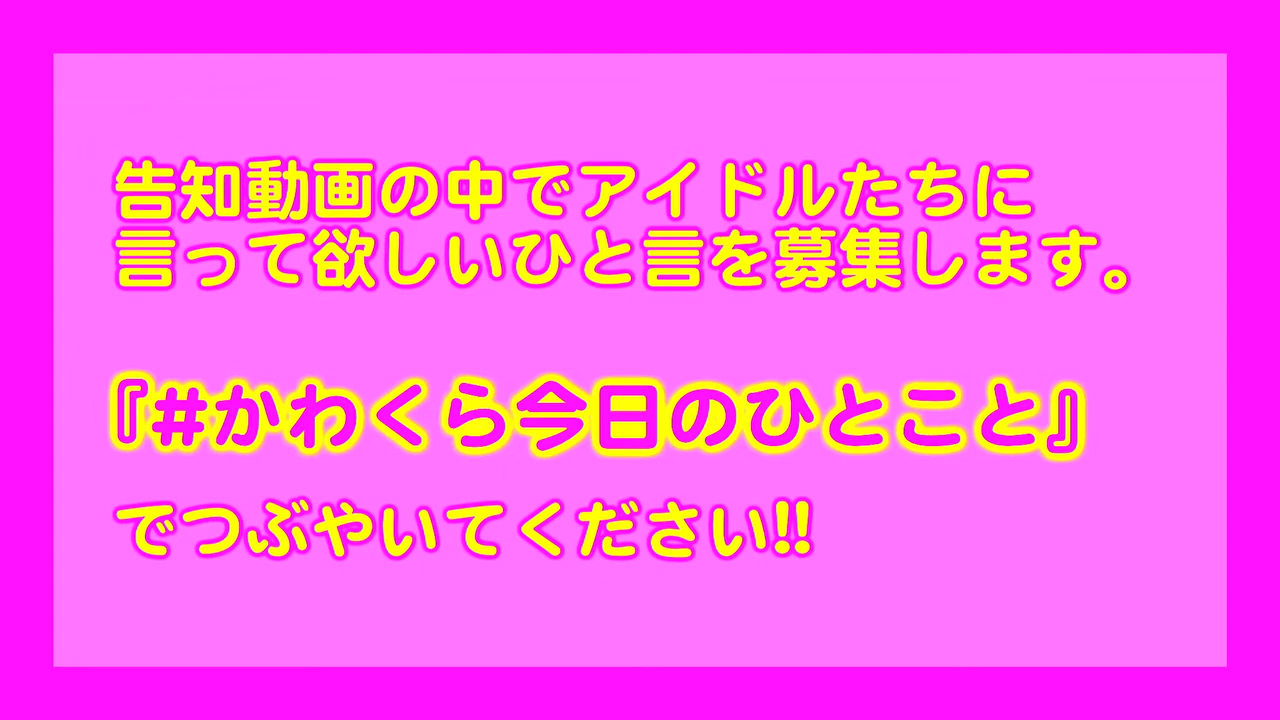 告知動画の中でアイドルたちに
言って欲しいひと言を募集します。
『#かわくら今日のひとこと』
でつぶやいてください!!